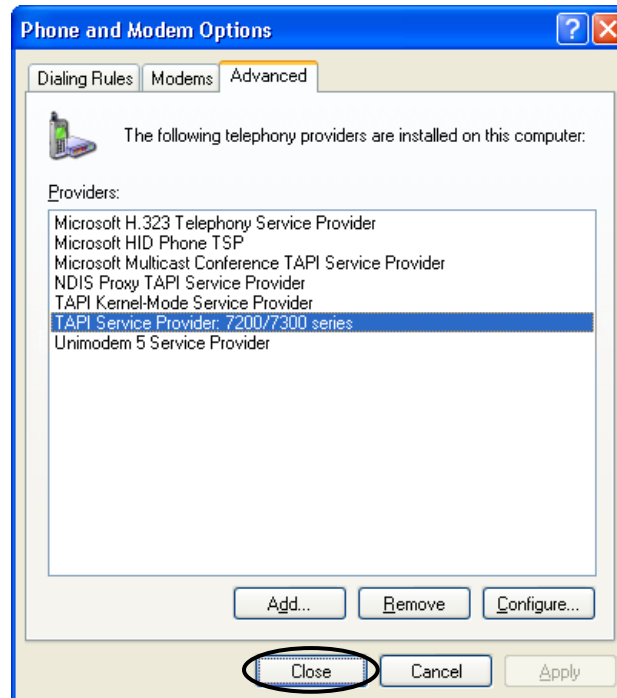 Phone and Modem Options
Dialing Rules
Modems
Advanced
The following telephony providers are installed on this computer:
Providers:
Microsoft H.323 Telephony Service Provider
Microsoft HID Phone TSP
Microsoft Multicast Conference TAPI Service Provider
NDIS Proxy TAPI Service Provider
TAPI Kernel-Mode Service Provider
TAPI Service Provider: 7200/7300 series
Unimodem 5 Service Provider
Add...
Remove
Configure...
Close
Cancel
Apply